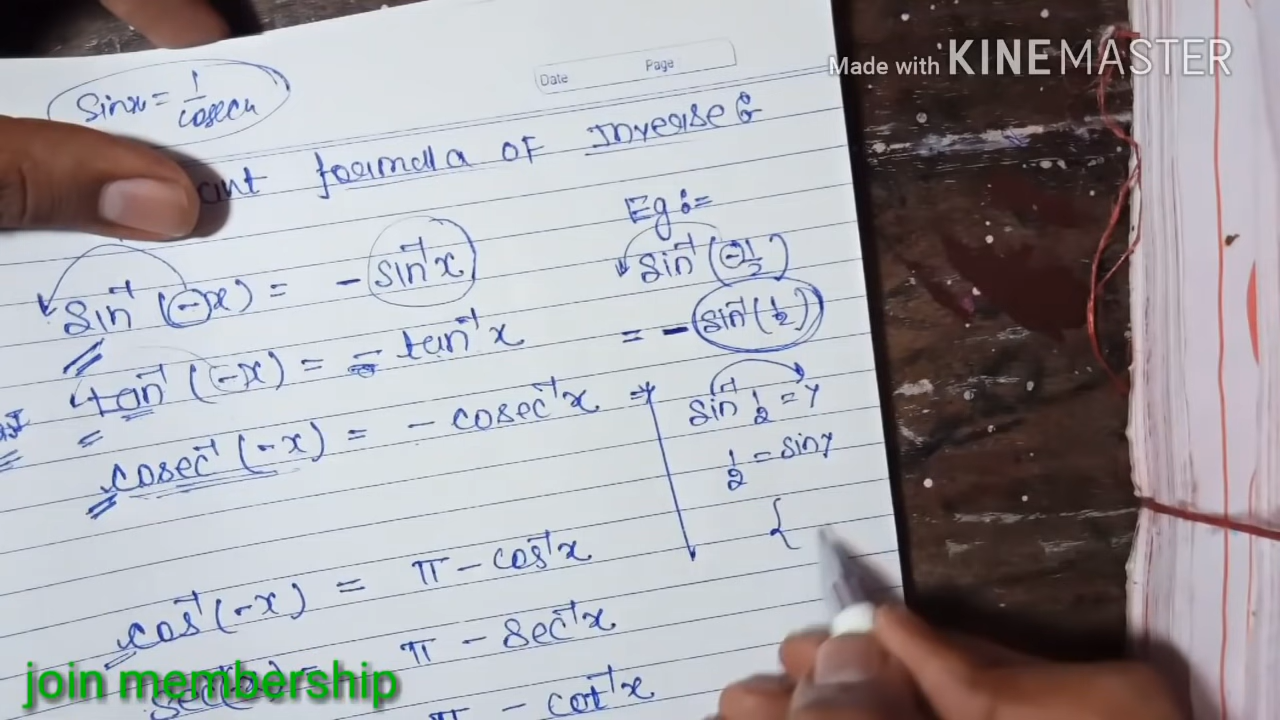 Made with KINEMASTER
Date Page
Sinx = 1/cosecx
formula OF Inverse
Eg :=
sin⁻¹(-x) = - sin⁻¹x
sin⁻¹(-1/2)
= - sin⁻¹(1/2)
tan⁻¹(-x) = - tan⁻¹x
cosec⁻¹(-x) = - cosec⁻¹x
sin⁻¹ 1/2 = y
1/2 = siny
{
cos⁻¹(-x) = π - cos⁻¹x
π - sec⁻¹x
π - cot⁻¹x
join membership